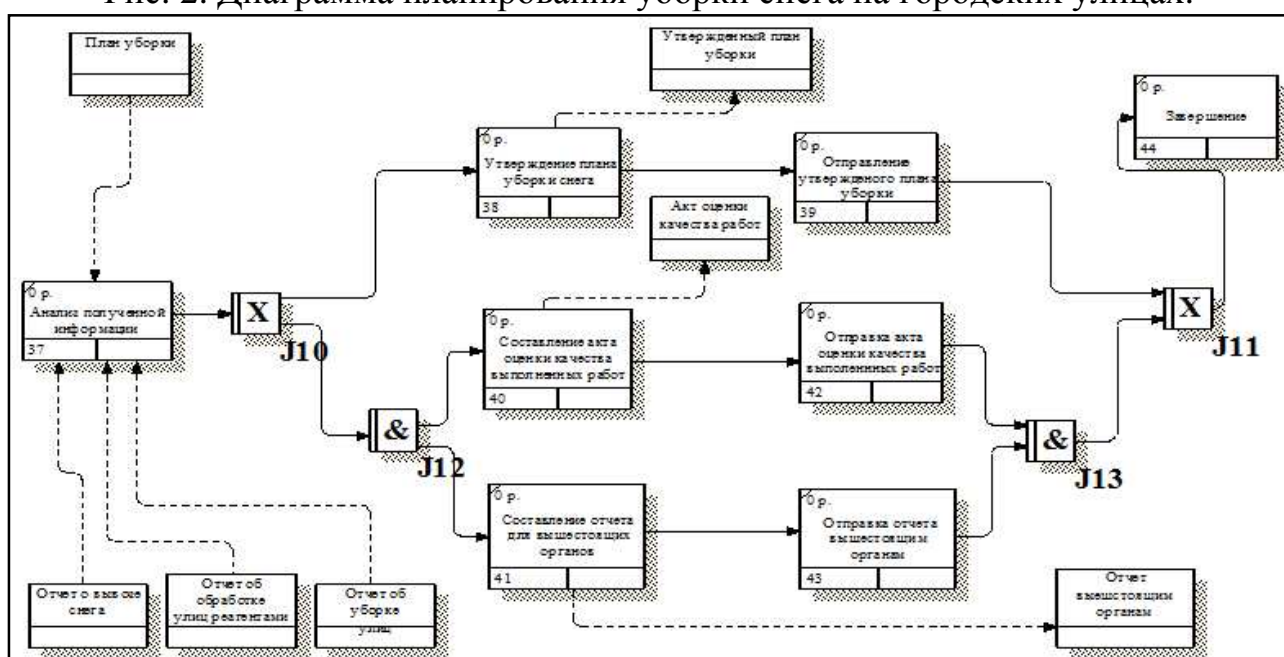 Рис. 2. Диаграмма планирования уборки снега на городских улицах.
План уборки
Утвержденный план
уборки
0 р.
Завершение
44
0 р.
Утверждение плана
уборки снега
38
0 р.
Отправление
утвержденого плана
уборки
39
Акт оценки
качества работ
0 р.
Анализ полученной
информации
37
X
J10
0 р.
Составление акта
оценки качества
выполненных работ
40
0 р.
Отправка акта
оценки качества
выполеннных работ
42
X
J11
&
J12
&
J13
0 р.
Составление отчета
для вышестоящих
органов
41
0 р.
Отправка отчета
вышестоящим
органам
43
Отчет о вывозе
снега
Отчет об
обработке
улиц реагентами
Отчет об
уборке
улиц
Отчет
вышестоящим
органам